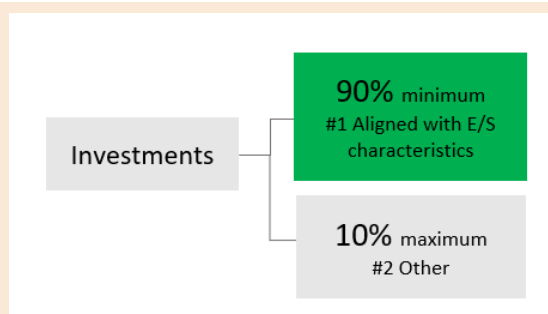 Investments
90% minimum
#1 Aligned with E/S
characteristics
10% maximum
#2 Other